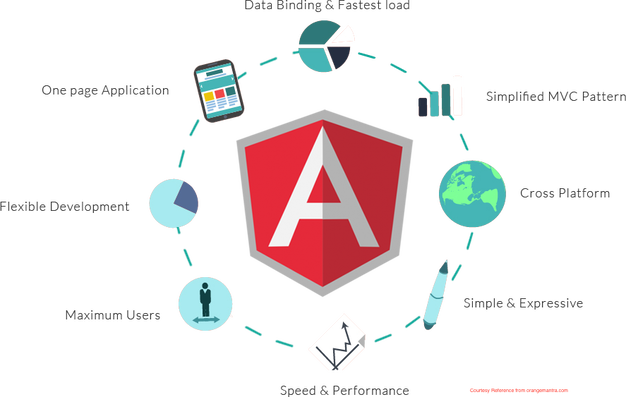 Data Binding & Fastest load
One page Application
Simplified MVC Pattern
Cross Platform
Flexible Development
Simple & Expressive
Maximum Users
Speed & Performance
Courtesy Reference from orangemantra.com
A